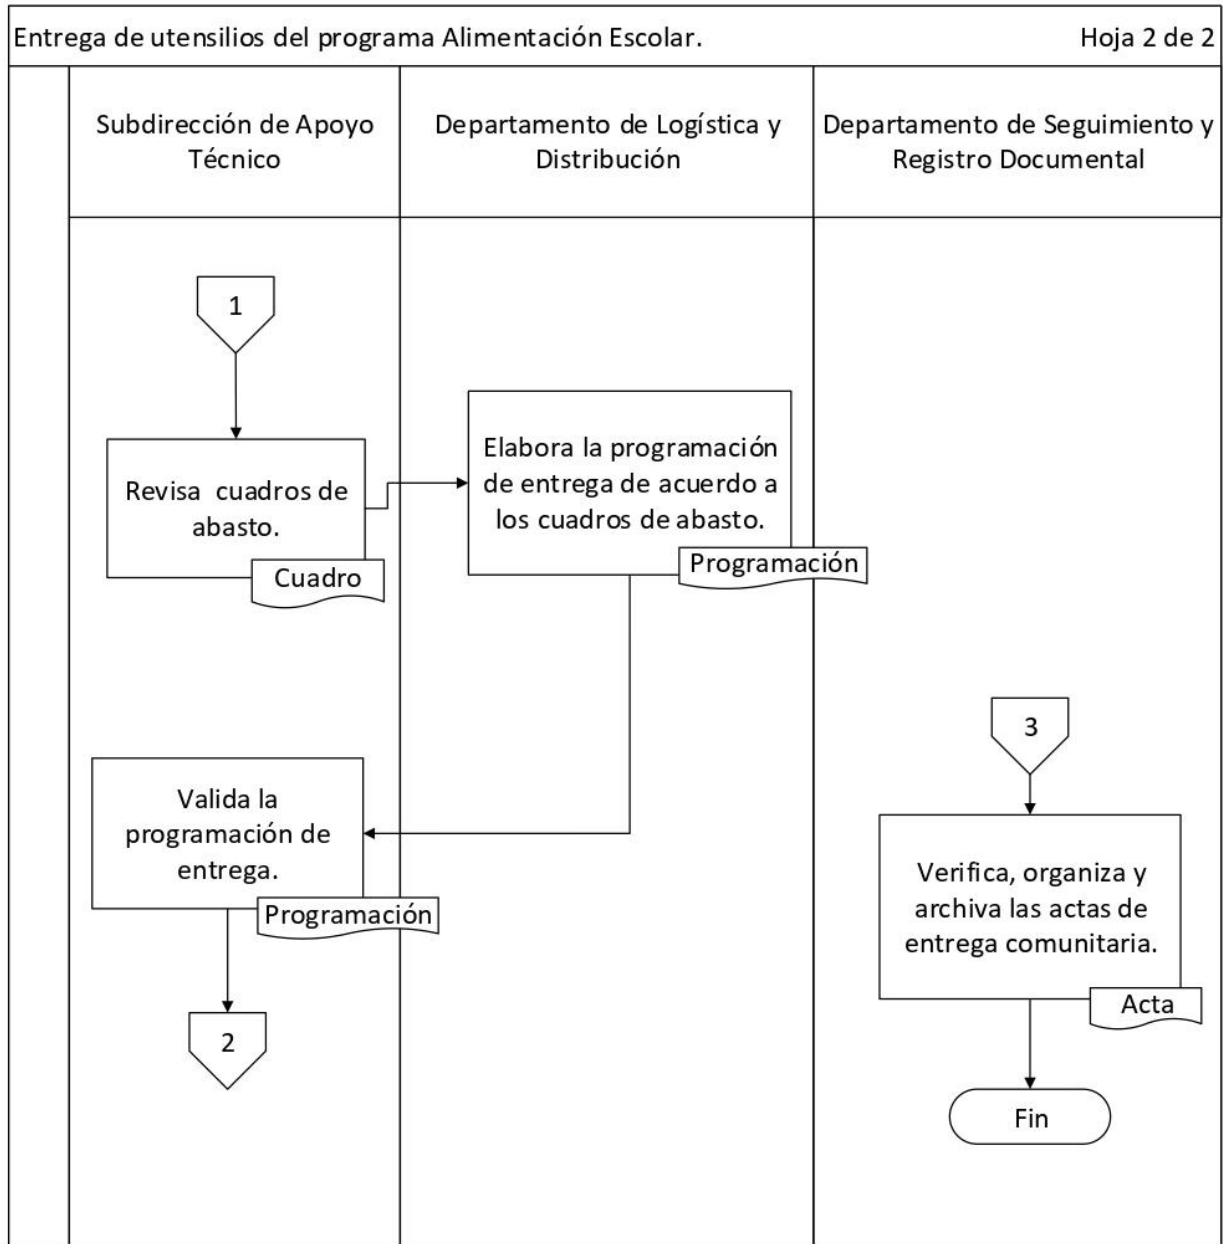 Entrega de utensilios del programa Alimentación Escolar.
Hoja 2 de 2
Subdirección de Apoyo
Técnico
Departamento de Logística y
Distribución
Departamento de Seguimiento y
Registro Documental
1
Revisa cuadros de
abasto.
Cuadro
Elabora la programación
de entrega de acuerdo a
los cuadros de abasto.
Programación
Valida la
programación de
entrega.
Programación
2
3
Verifica, organiza y
archiva las actas de
entrega comunitaria.
Acta
Fin